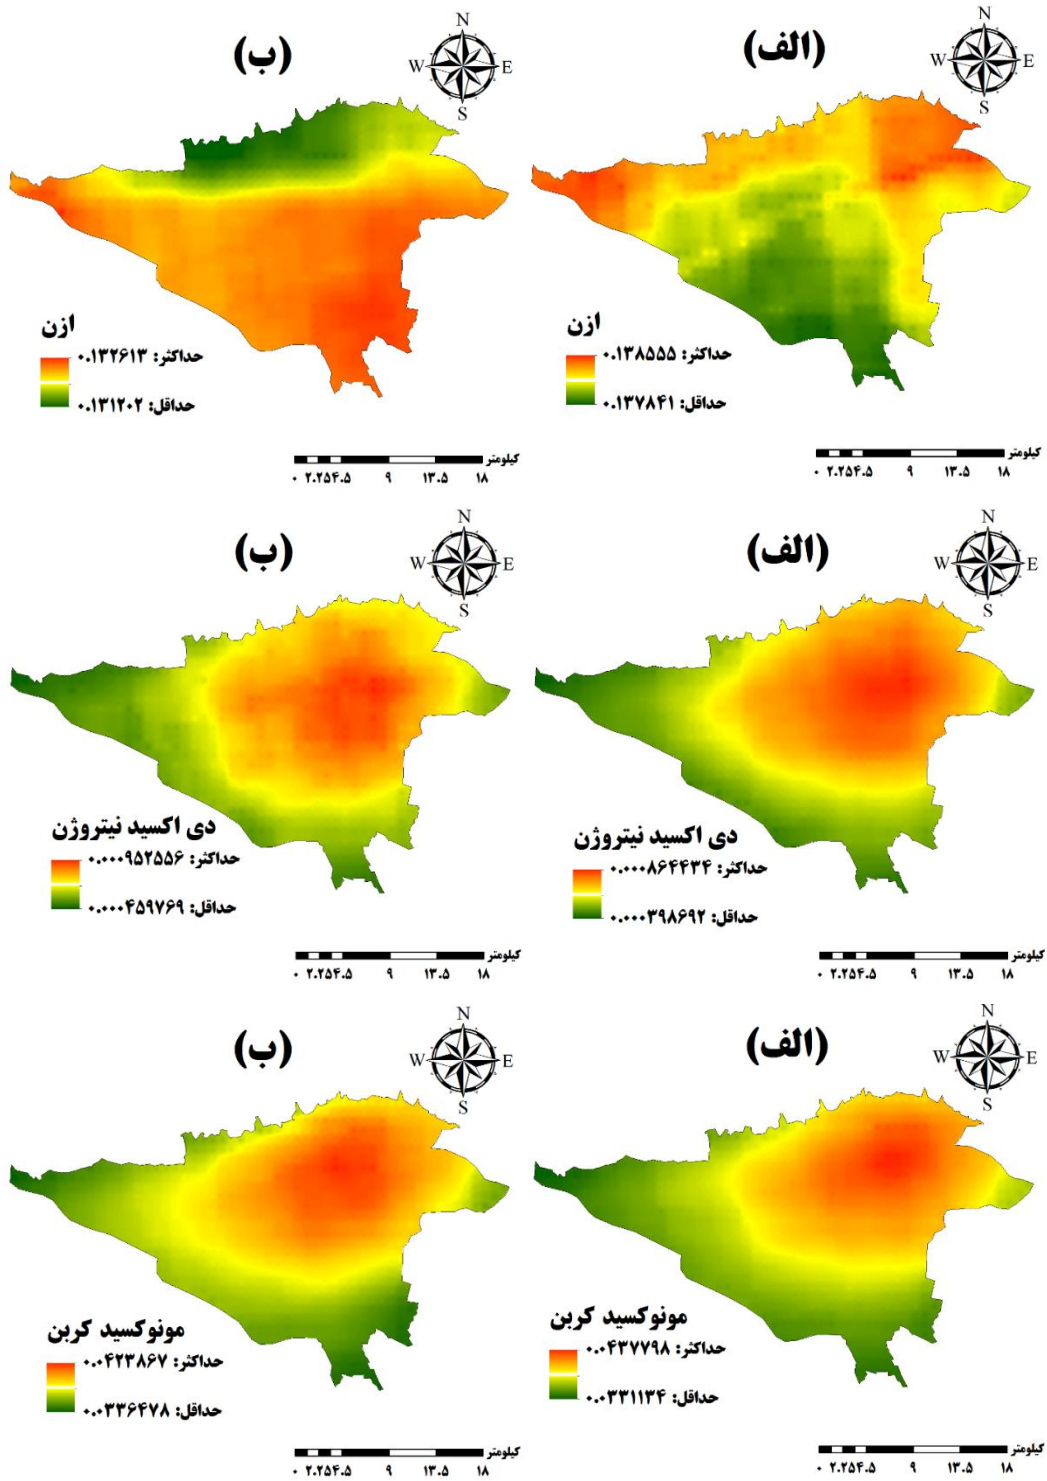 (الف)
N
W E
S
ازن
حداکثر: ۰.۱۳۸۵۵۵
حداقل: ۰.۱۳۷۸۴۱
کیلومتر
۰ ۲.۲۵۴.۵ ۹ ۱۳.۵ ۱۸
(ب)
N
W E
S
ازن
حداکثر: ۰.۱۳۲۶۱۳
حداقل: ۰.۱۳۱۲۰۲
کیلومتر
۰ ۲.۲۵۴.۵ ۹ ۱۳.۵ ۱۸
(الف)
N
W E
S
دی اکسید نیتروژن
حداکثر: ۰.۰۰۰۸۶۴۴۳۴
حداقل: ۰.۰۰۰۳۹۸۶۹۲
کیلومتر
۰ ۲.۲۵۴.۵ ۹ ۱۳.۵ ۱۸
(ب)
N
W E
S
دی اکسید نیتروژن
حداکثر: ۰.۰۰۰۹۵۲۵۵۶
حداقل: ۰.۰۰۰۴۵۹۷۶۹
کیلومتر
۰ ۲.۲۵۴.۵ ۹ ۱۳.۵ ۱۸
(الف)
N
W E
S
مونوکسید کربن
حداکثر: ۰.۰۴۳۷۷۹۸
حداقل: ۰.۰۳۳۱۱۳۴
کیلومتر
۰ ۲.۲۵۴.۵ ۹ ۱۳.۵ ۱۸
(ب)
N
W E
S
مونوکسید کربن
حداکثر: ۰.۰۴۲۳۸۶۷
حداقل: ۰.۰۳۳۶۴۷۸
کیلومتر
۰ ۲.۲۵۴.۵ ۹ ۱۳.۵ ۱۸